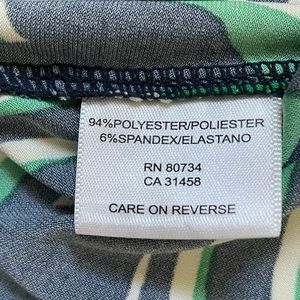 94%POLYESTER/POLIESTER
6%SPANDEX/ELASTANO
RN 80734
CA 31458
CARE ON REVERSE